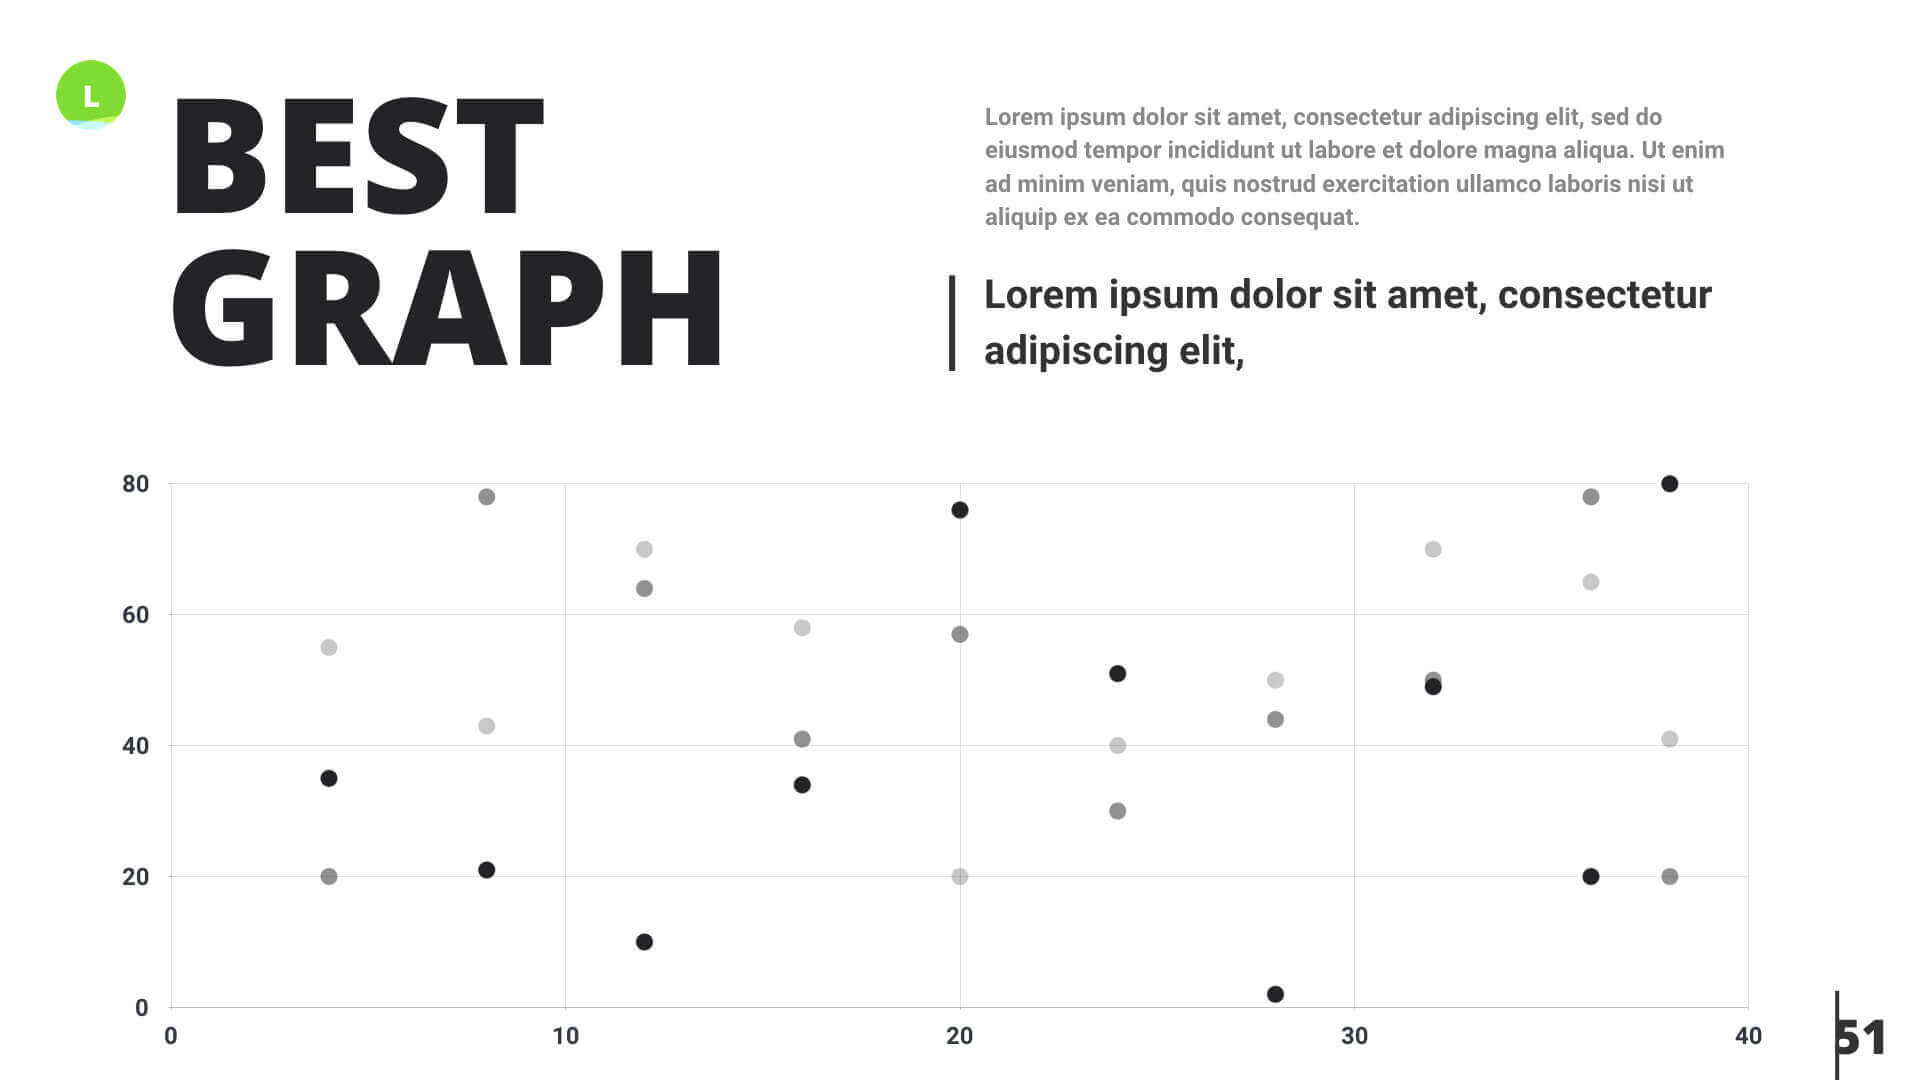 L
BEST
GRAPH
Lorem ipsum dolor sit amet, consectetur adipiscing elit, sed do
eiusmod tempor incididunt ut labore et dolore magna aliqua. Ut enim
ad minim veniam, quis nostrud exercitation ullamco laboris nisi ut
aliquip ex ea commodo consequat.
Lorem ipsum dolor sit amet, consectetur
adipiscing elit,
80
60
40
20
0
0 10 20 30 40
51